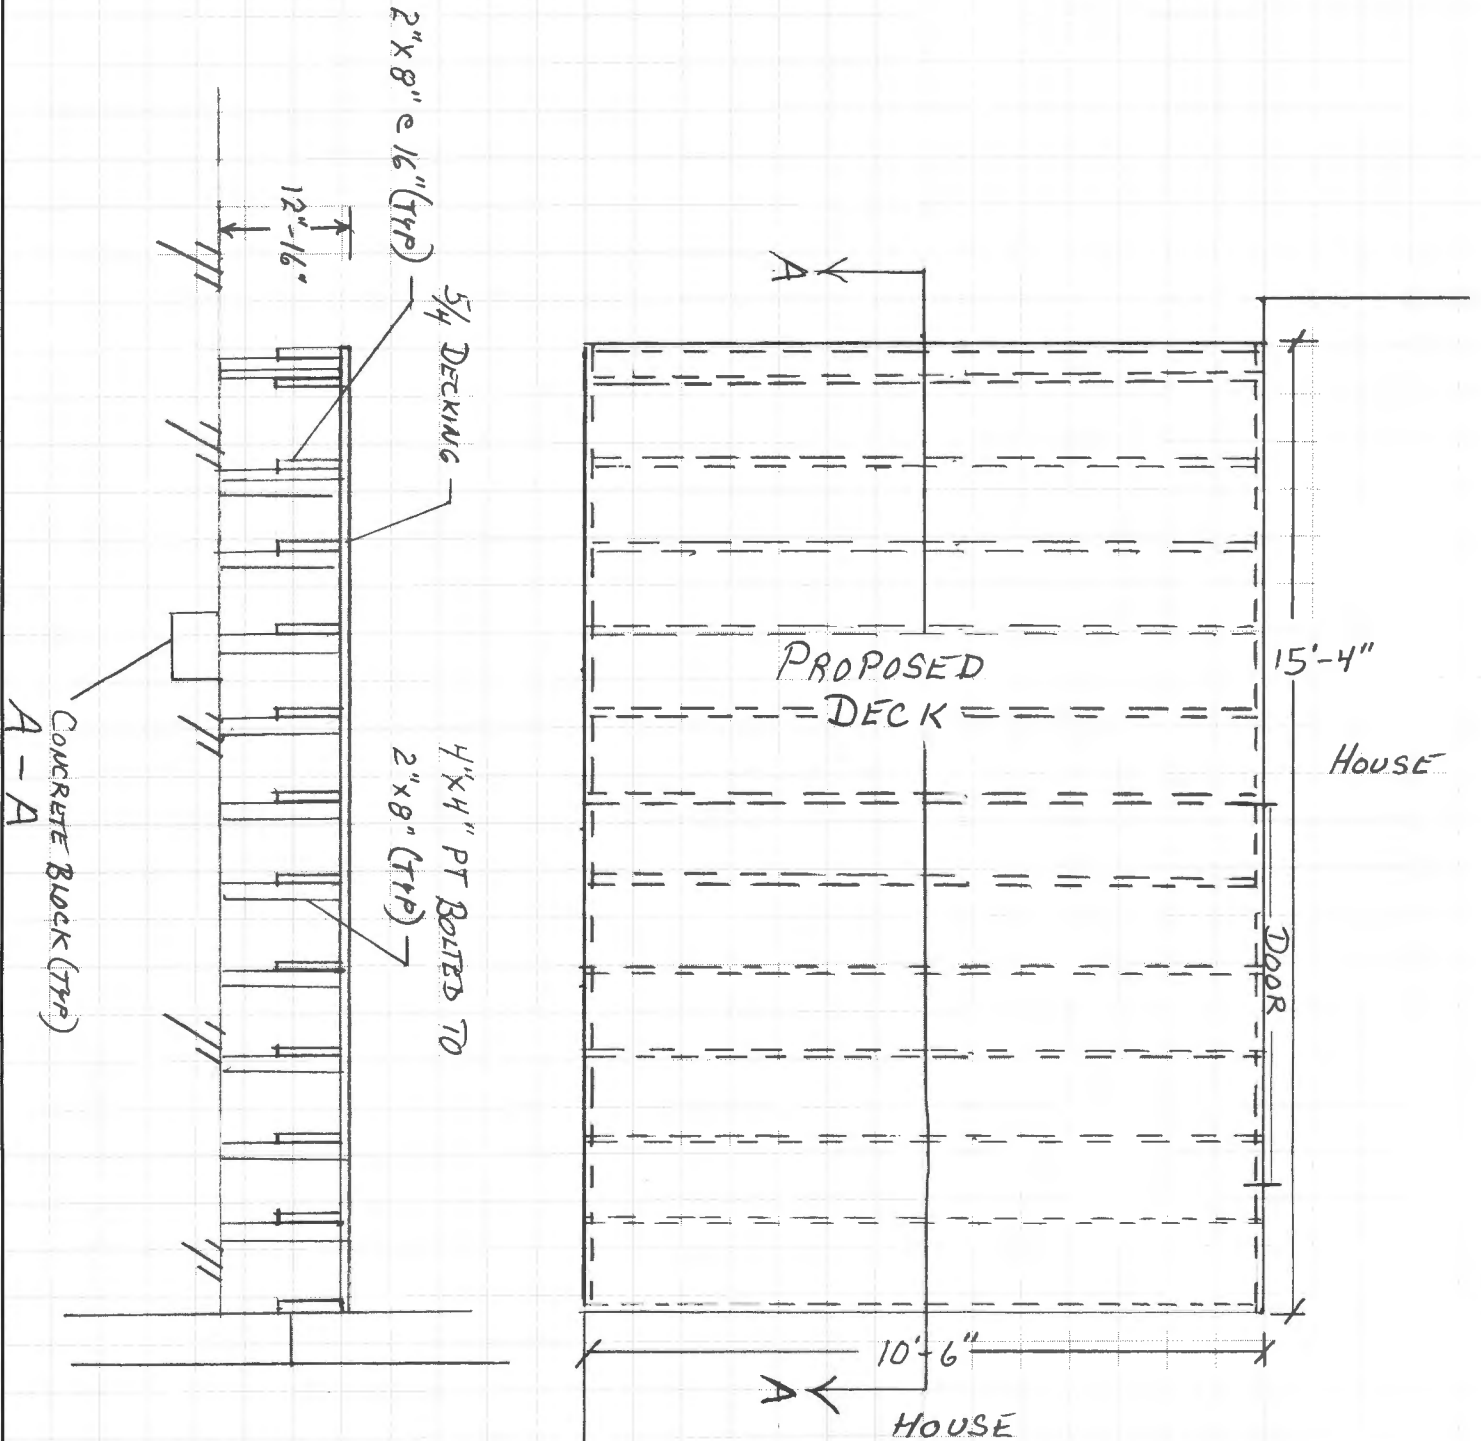 2"x8" @ 16" (TYP)
5/4 DECKING
12"-16"
4"x4" PT BOLTED TO
2"x8" (TYP)
CONCRETE BLOCK (TYP)
A-A
A
PROPOSED
DECK
15'-4"
HOUSE
DOOR
10'-6"
A
HOUSE